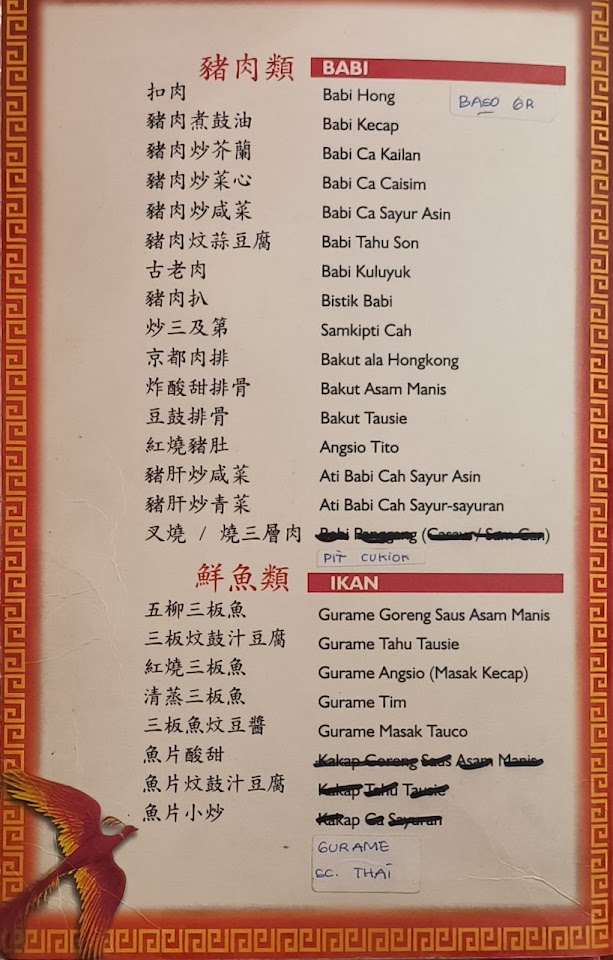 豬肉類 BABI
扣肉 Babi Hong
BASO GR
豬肉煮鼓油 Babi Kecap
豬肉炒芥蘭 Babi Ca Kailan
豬肉炒菜心 Babi Ca Caisim
豬肉炒咸菜 Babi Ca Sayur Asin
豬肉炆蒜豆腐 Babi Tahu Son
古老肉 Babi Kuluyuk
豬肉扒 Bistik Babi
炒三及第 Samkipti Cah
京都肉排 Bakut ala Hongkong
炸酸甜排骨 Bakut Asam Manis
豆鼓排骨 Bakut Tausie
紅燒豬肚 Angsio Tito
豬肝炒咸菜 Ati Babi Cah Sayur Asin
豬肝炒青菜 Ati Babi Cah Sayur-sayuran
叉燒 / 燒三層肉 Babi Panggang (Casaur/ Sam Can)
PIT CUKIOK
鮮魚類 IKAN
五柳三板魚 Gurame Goreng Saus Asam Manis
三板炆鼓汁豆腐 Gurame Tahu Tausie
紅燒三板魚 Gurame Angsio (Masak Kecap)
清蒸三板魚 Gurame Tim
三板魚炆豆醬 Gurame Masak Tauco
魚片酸甜 Kakap Goreng Saus Asam Manis
魚片炆鼓汁豆腐 Kakap Tahu Tausie
魚片小炒 Kakap Ca Sayuran
GURAME
SC. THAI